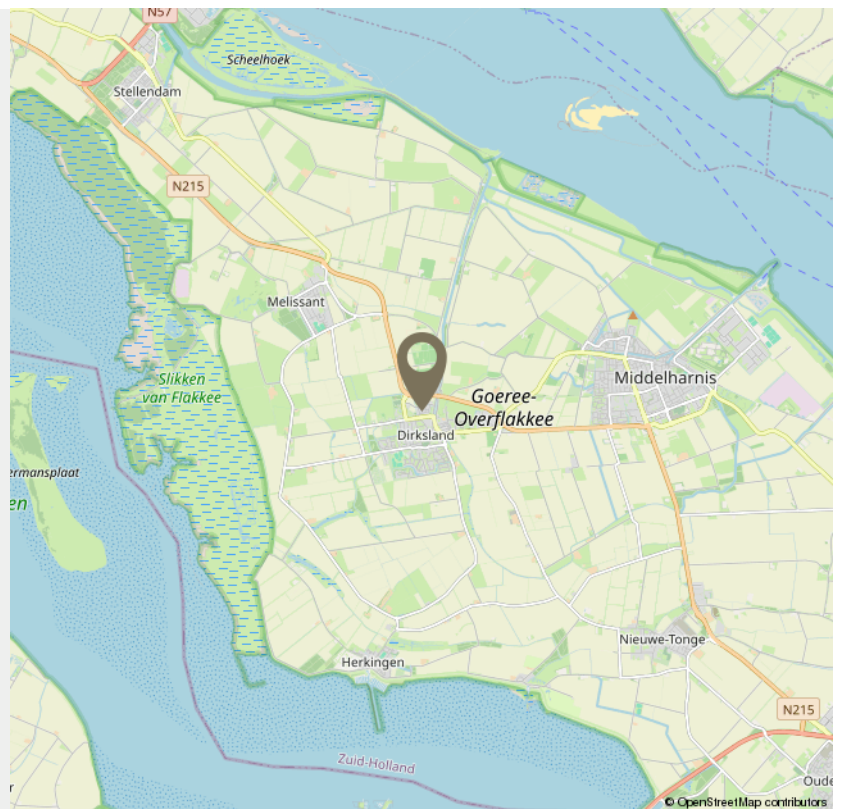 N57
Scheelhoek
Stellendam
N215
Melissant
Slikken
van Flakkee
Middelharnis
Goeree-
Overflakkee
Dirksland
ermansplaat
en
Nieuwe-Tonge
Herkingen
N215
Zuid-Holland
Oude
r
© OpenStreetMap contributors